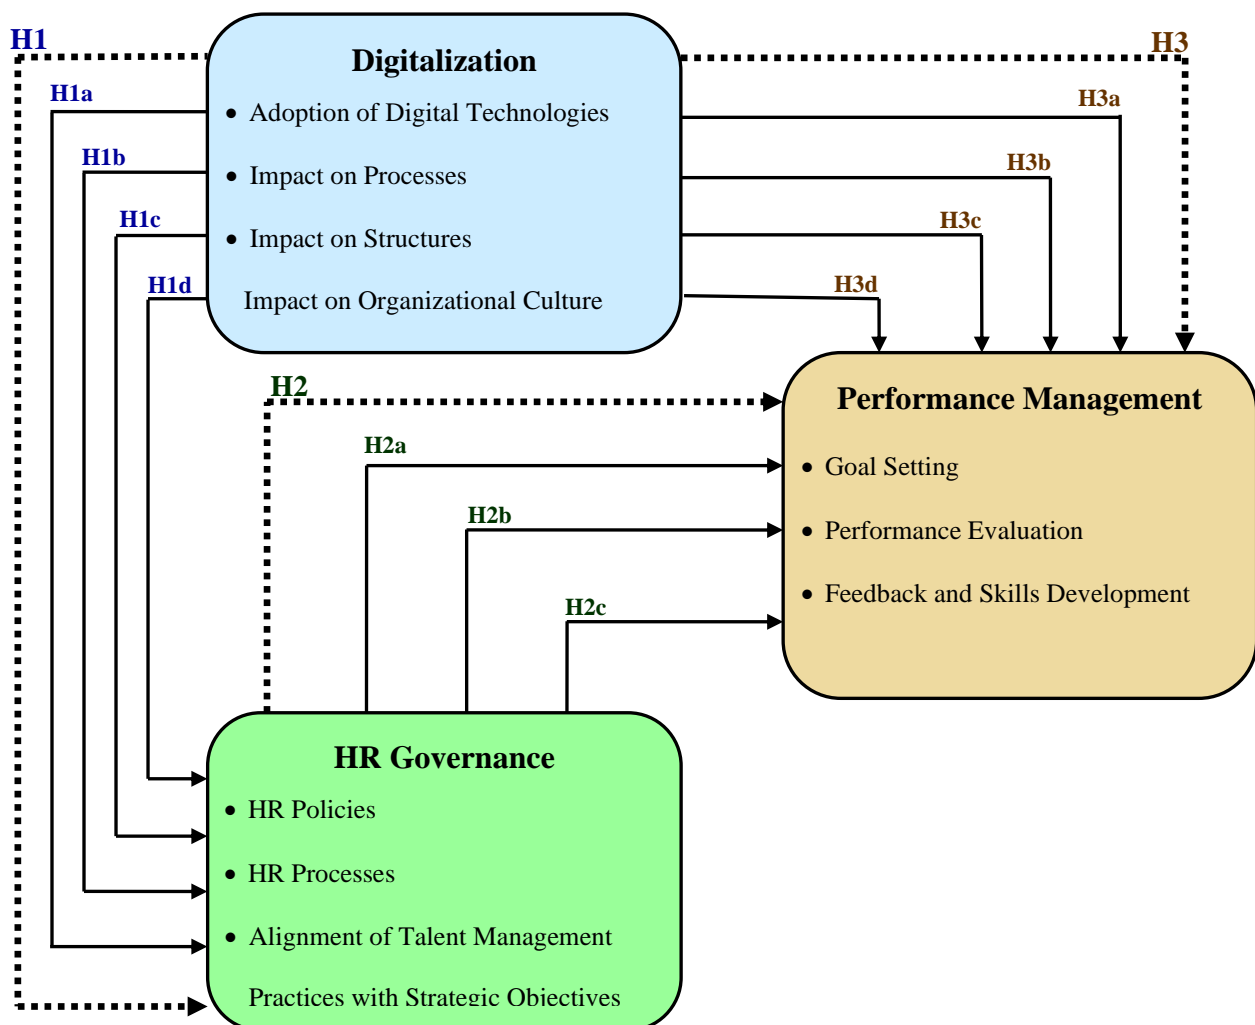 H1
H3
Digitalization
H1a
• Adoption of Digital Technologies
H3a
H1b
• Impact on Processes
H3b
H1c
• Impact on Structures
H3c
H1d
Impact on Organizational Culture
H3d
H2
Performance Management
H2a
• Goal Setting
H2b
• Performance Evaluation
H2c
• Feedback and Skills Development
HR Governance
• HR Policies
• HR Processes
• Alignment of Talent Management
Practices with Strategic Objectives